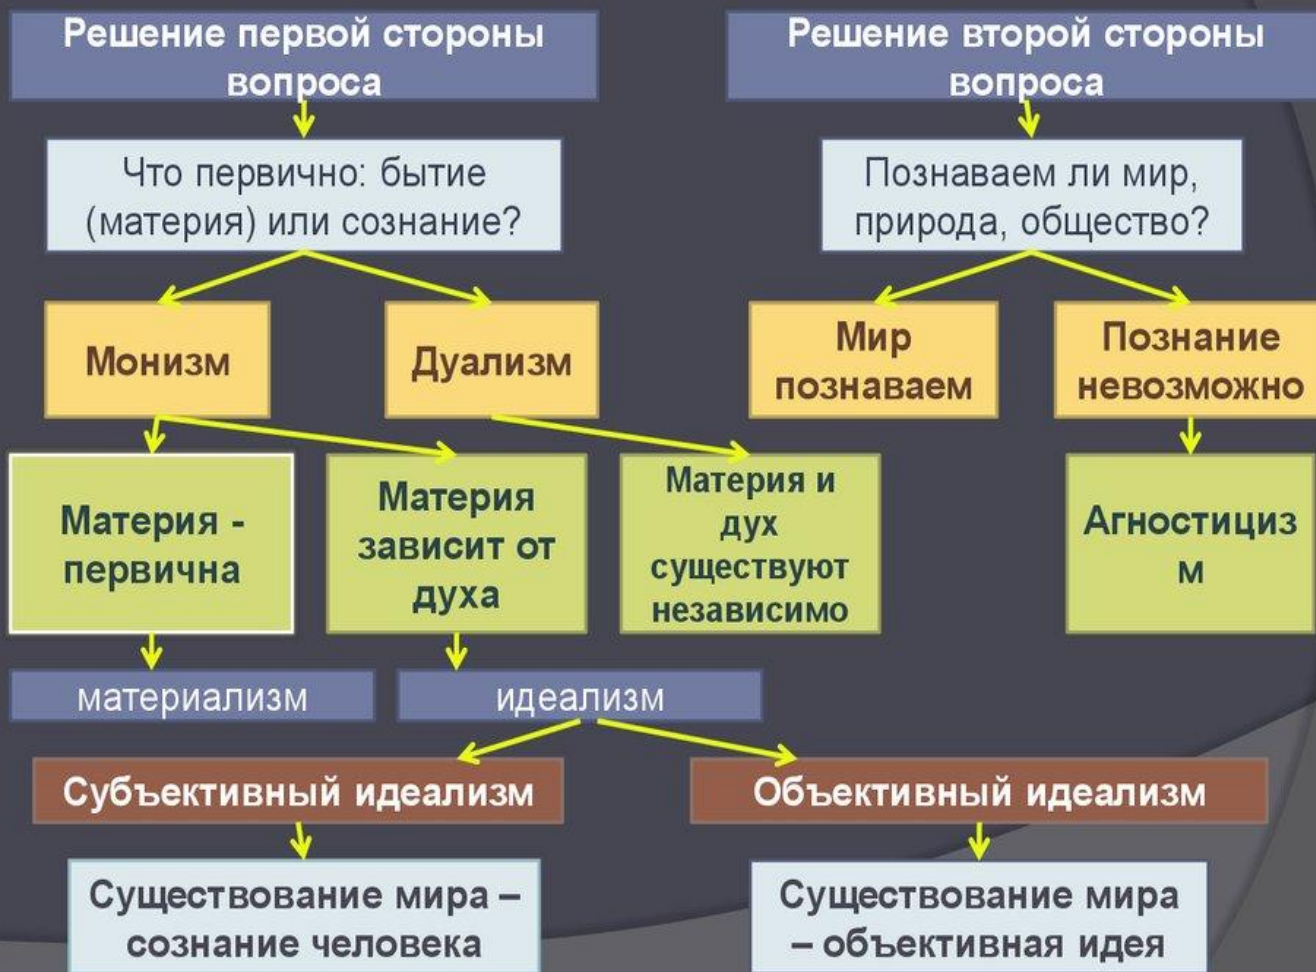 Решение первой стороны
вопроса
Решение второй стороны
вопроса
Что первично: бытие
(материя) или сознание?
Познаваем ли мир,
природа, общество?
Монизм
Дуализм
Мир
познаваем
Познание
невозможно
Материя -
первична
Материя
зависит от
духа
Материя и
дух
существуют
независимо
Агностициз
м
материализм
идеализм
Субъективный идеализм
Объективный идеализм
Существование мира –
сознание человека
Существование мира
– объективная идея